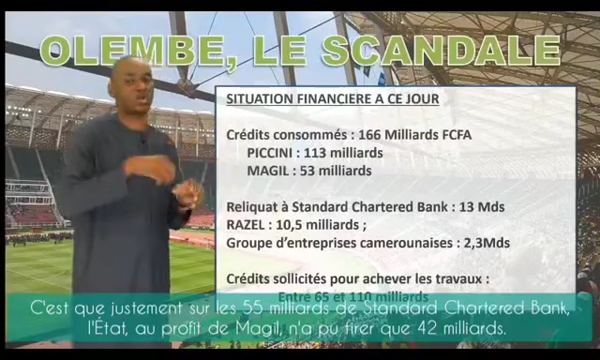 OLEMBE, LE SCANDALE
SITUATION FINANCIERE A CE JOUR
Crédits consommés : 166 Milliards FCFA
PICCINI : 113 milliards
MAGIL : 53 milliards
Reliquat à Standard Chartered Bank : 13 Mds
RAZEL : 10,5 milliards ;
Groupe d'entreprises camerounaises : 2,3Mds
Crédits sollicités pour achever les travaux :
Entre 65 et 110 milliards
C'est que justement sur les 55 milliards de Standard Chartered Bank,
l'État, au profit de Magil, n'a pu tirer que 42 milliards.